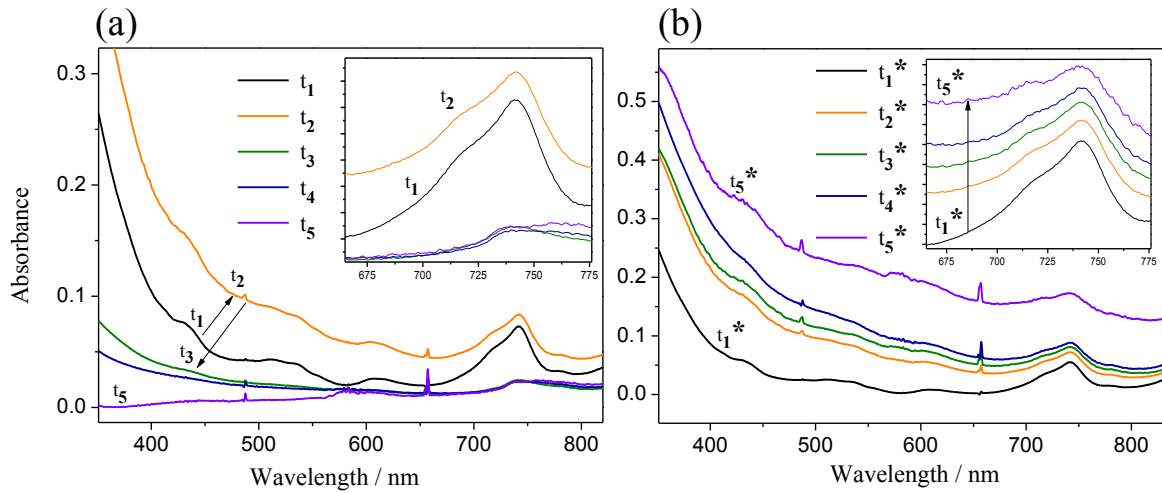 (a)
0.3
0.2
0.1
0.0
Absorbance
t1
t2
t3
t4
t5
t2
t1
675 700 725 750 775
t2
t1
t3
t5
400 500 600 700 800
Wavelength / nm
(b)
0.5
0.4
0.3
0.2
0.1
0.0
t1*
t2*
t3*
t4*
t5*
t5*
t1*
675 700 725 750 775
t5*
t1*
400 500 600 700 800
Wavelength / nm